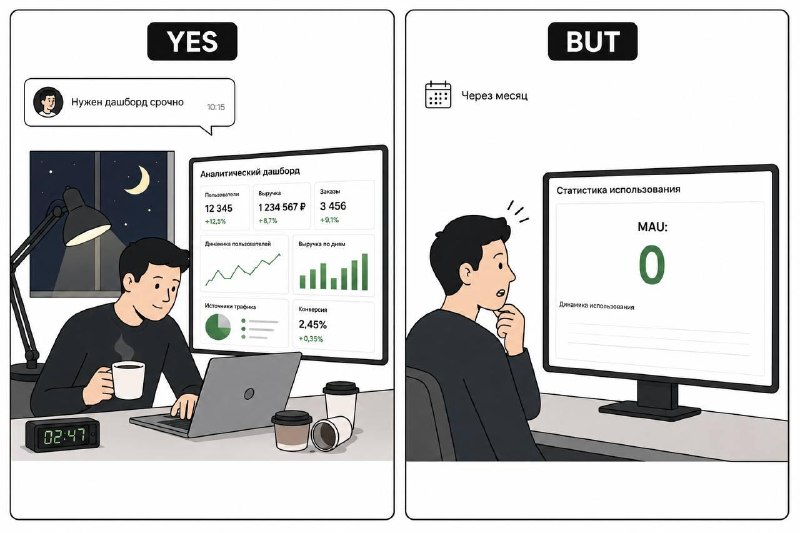 YES
Нужен дашборд срочно
10:15
Аналитический дашборд
Пользователи
12 345
+12,5%
Выручка
1 234 567 ₽
+8,7%
Заказы
3 456
+9,1%
Динамика пользователей
Выручка по дням
Источники трафика
Конверсия
2,45%
+0,35%
02:47
BUT
Через месяц
Статистика использования
MAU:
0
Динамика использования